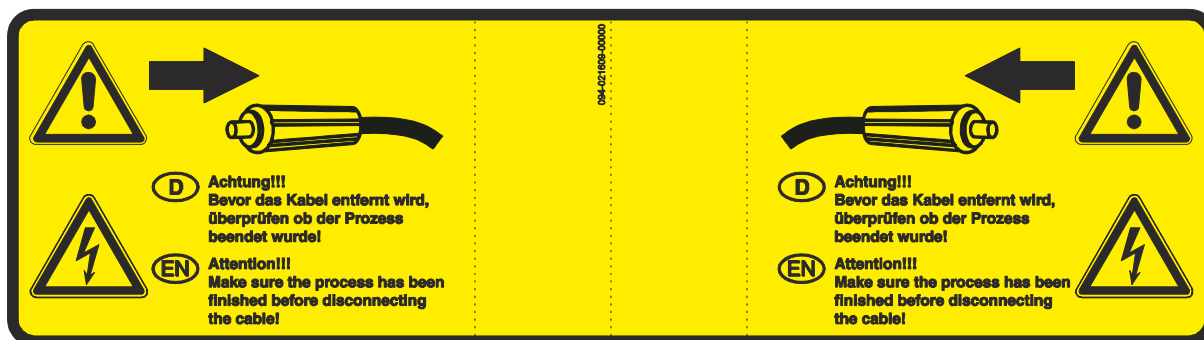 D
Achtung!!!
Bevor das Kabel entfernt wird,
überprüfen ob der Prozess
beendet wurde!
EN
Attention!!!
Make sure the process has been
finished before disconnecting
the cable!
094-021609-00000
D
Achtung!!!
Bevor das Kabel entfernt wird,
überprüfen ob der Prozess
beendet wurde!
EN
Attention!!!
Make sure the process has been
finished before disconnecting
the cable!